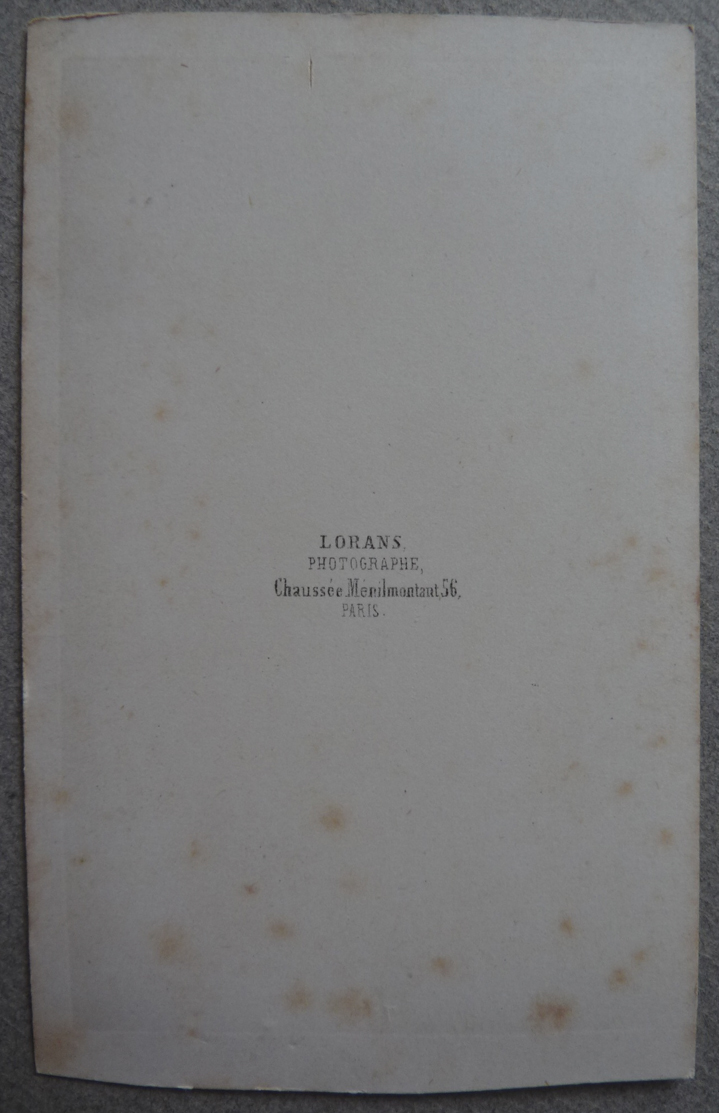 LORANS.
PHOTOGRAPHE,
Chaussée Ménilmontant, 56,
PARIS.